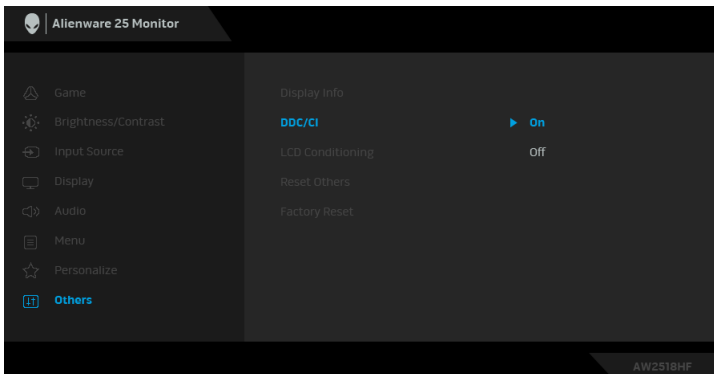 Alienware 25 Monitor
Game
Display Info
Brightness/Contrast
DDC/CI
On
Input Source
LCD Conditioning
Off
Display
Reset Others
Audio
Factory Reset
Menu
Personalize
Others
AW2518HF